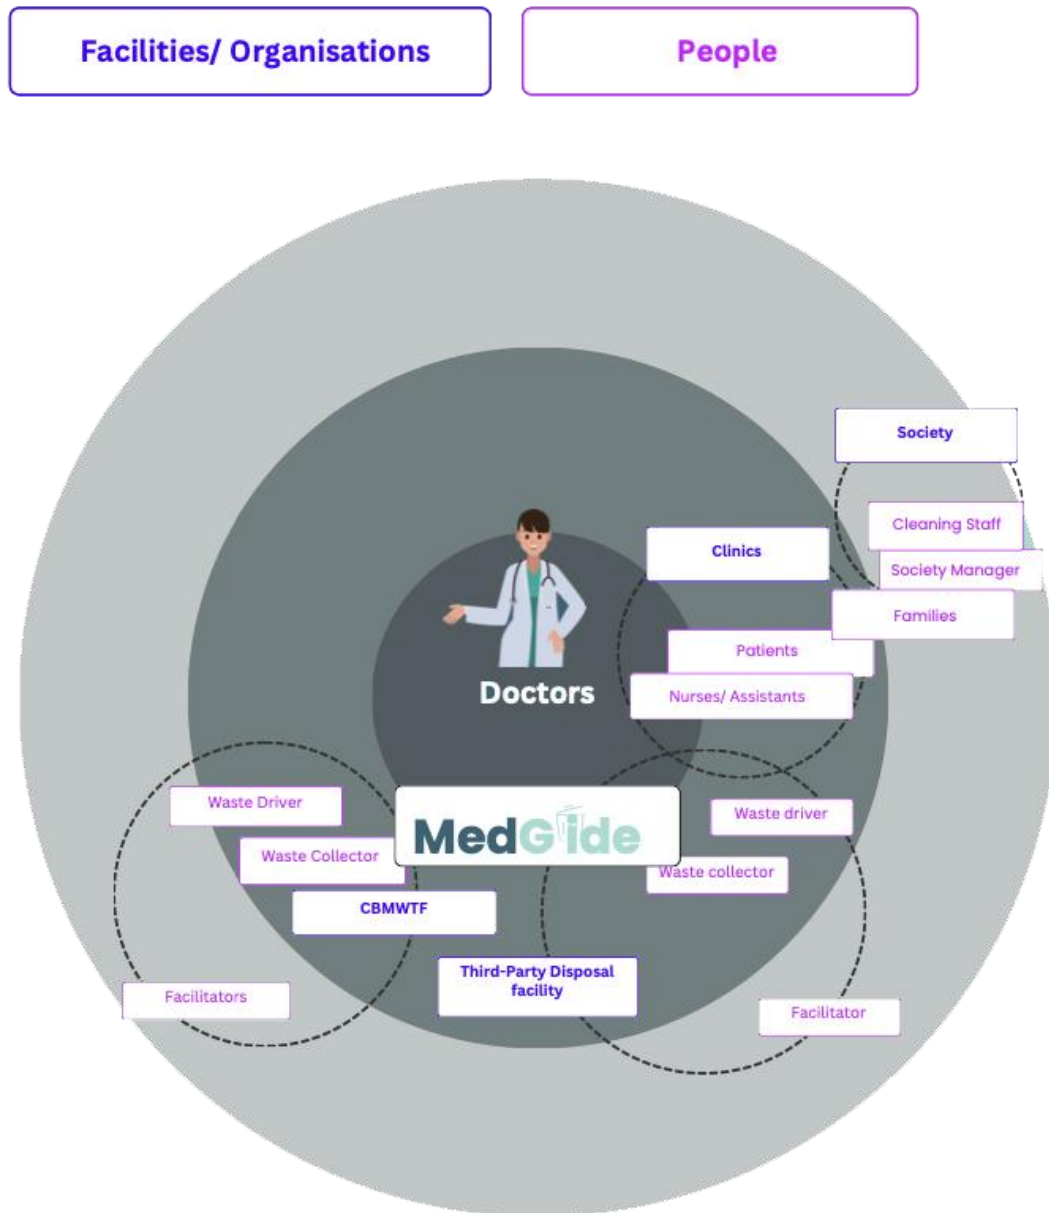 Facilities/ Organisations
People
Society
Cleaning Staff
Society Manager
Families
Clinics
Patients
Nurses/ Assistants
Doctors
MedGuide
Waste Driver
Waste Collector
CBMWTF
Facilitators
Waste driver
Waste collector
Third-Party Disposal
facility
Facilitator